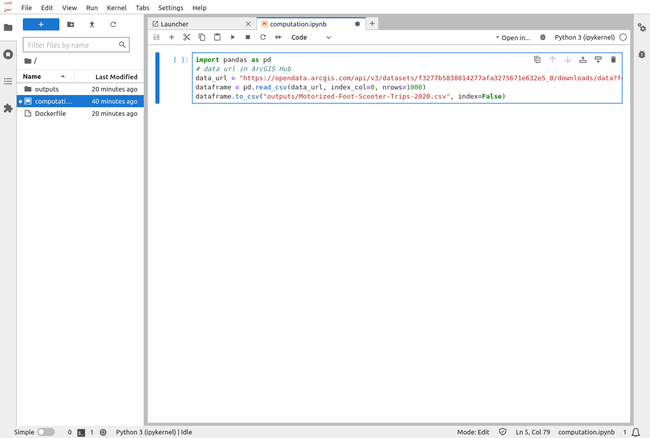 File Edit View Run Kernel Tabs Settings Help
Launcher
computation.ipynb
Filter files by name
Code
Open in...
Python 3 (ipykernel)
/
Name
Last Modified
outputs 20 minutes ago
computati... 40 minutes ago
Dockerfile 20 minutes ago
[ ]:
import pandas as pd
# data url in ArcGIS Hub
data_url = "https://opendata.arcgis.com/api/v3/datasets/f3277b5838814277afa3275671e632e5_0/downloads/data?f
dataframe = pd.read_csv(data_url, index_col=0, nrows=1000)
dataframe.to_csv("outputs/Motorized-Foot-Scooter-Trips-2020.csv", index=False)
Simple 0 1 Python 3 (ipykernel) | Idle
Mode: Edit Ln 5, Col 79 computation.ipynb 1